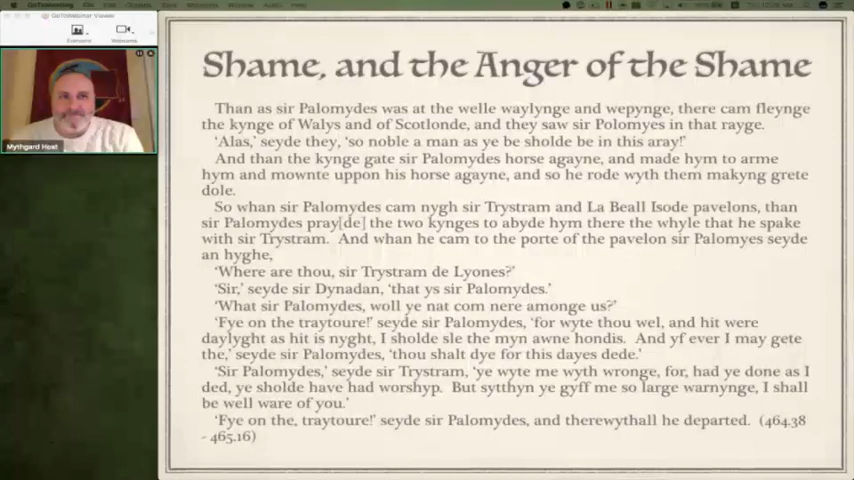 GoToWebinar Viewer
Everyone
Webcams
Mythgard Host
Shame, and the Anger of the Shame
Than as sir Palomydes was at the welle waylynge and wepynge, there cam fleynge
the kynge of Walys and of Scotlonde, and they saw sir Polomyes in that rayge.
'Alas,' seyde they, 'so noble a man as ye be sholde be in this aray!'
And than the kynge gate sir Palomydes horse agayne, and made hym to arme
hym and mownte uppon his horse agayne, and so he rode wyth them makyng grete
dole.
So whan sir Palomydes cam nygh sir Trystram and La Beall Isode pavelons, than
sir Palomydes pray[de] the two kynges to abyde hym there the whyle that he spake
with sir Trystram. And whan he cam to the porte of the pavelon sir Palomyes seyde
an hyghe,
'Where are thou, sir Trystram de Lyones?'
'Sir,' seyde sir Dynadan, 'that ys sir Palomydes.'
'What sir Palomydes, woll ye nat com nere amonge us?'
'Fye on the traytoure!' seyde sir Palomydes, 'for wyte thou wel, and hit were
daylyght as hit is nyght, I sholde sle the myn awne hondis. And yf ever I may gete
the,' seyde sir Palomydes, 'thou shalt dye for this dayes dede.'
'Sir Palomydes,' seyde sir Trystram, 'ye wyte me wyth wronge, for, had ye done as I
ded, ye sholde have had worshyp. But sytthyn ye gyff me so large warnynge, I shall
be well ware of you.'
'Fye on the, traytoure!' seyde sir Palomydes, and therewythall he departed. (464.38
- 465.16)